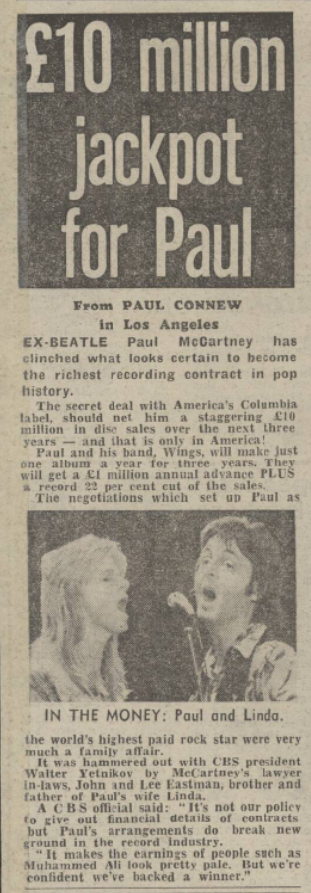 £10 million
jackpot
for Paul
From PAUL CONNEW
in Los Angeles
EX-BEATLE Paul McCartney has
clinched what looks certain to become
the richest recording contract in pop
history.
The secret deal with America's Columbia
label, should net him a staggering £10
million in disc sales over the next three
years — and that is only in America!
Paul and his band, Wings, will make just
one album a year for three years. They
will get a £1 million annual advance PLUS
a record 22 per cent cut of the sales.
The negotiations which set up Paul as
IN THE MONEY: Paul and Linda.
the world's highest paid rock star were very
much a family affair.
It was hammered out with CBS president
Walter Yetnikov by McCartney's lawyer
in-laws, John and Lee Eastman, brother and
father of Paul's wife Linda.
A CBS official said: "It's not our policy
to give out financial details of contracts
but Paul's arrangements do break new
ground in the record industry.
"It makes the earnings of people such as
Muhammed Ali look pretty pale. But we're
confident we've backed a winner."